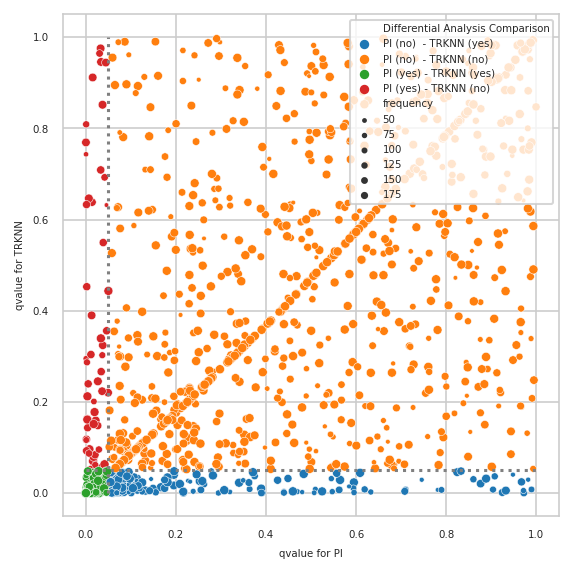 Differential Analysis Comparison
PI (no)  - TRKNN (yes)
PI (no)  - TRKNN (no)
PI (yes) - TRKNN (yes)
PI (yes) - TRKNN (no)
frequency
50
75
100
125
150
175
1.0
0.8
0.6
0.4
0.2
0.0
qvalue for TRKNN
0.0 0.2 0.4 0.6 0.8 1.0
qvalue for PI